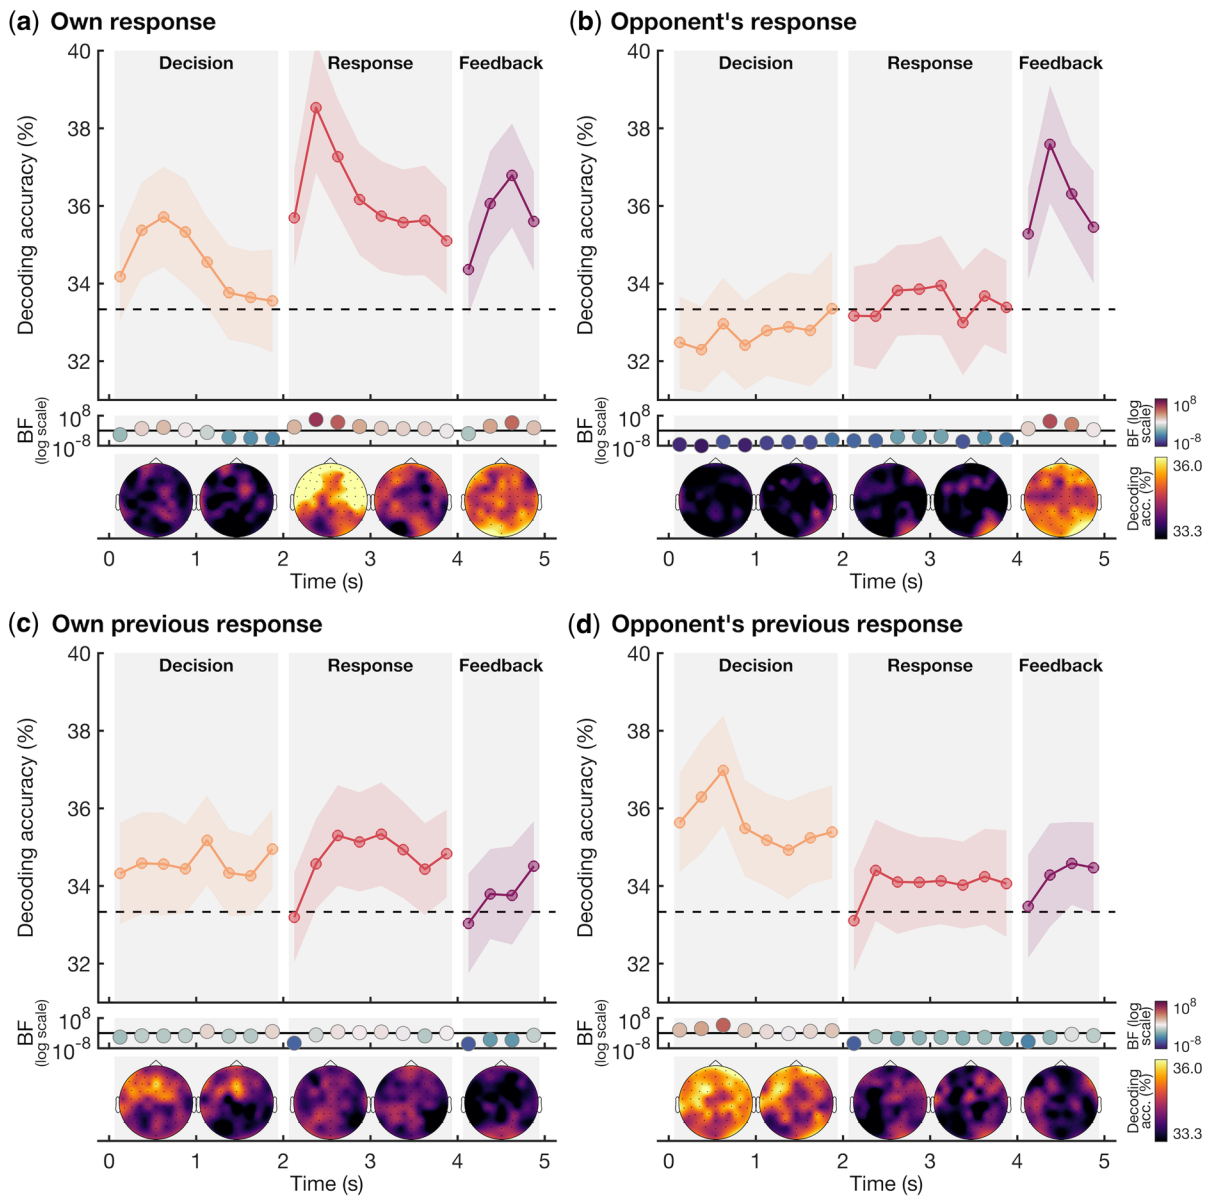 (a) Own response
Decoding accuracy (%)
40
38
36
34
32
Decision
Response
Feedback
BF
(log scale)
10^8
10^-8
0
1
2
3
4
5
Time (s)
(b) Opponent's response
Decoding accuracy (%)
40
38
36
34
32
Decision
Response
Feedback
BF
(log scale)
10^8
10^-8
BF (log
scale)
10^8
10^-8
Decoding
acc. (%)
36.0
33.3
0
1
2
3
4
5
Time (s)
(c) Own previous response
Decoding accuracy (%)
40
38
36
34
32
Decision
Response
Feedback
BF
(log scale)
10^8
10^-8
0
1
2
3
4
5
Time (s)
(d) Opponent's previous response
Decoding accuracy (%)
40
38
36
34
32
Decision
Response
Feedback
BF
(log scale)
10^8
10^-8
BF (log
scale)
10^8
10^-8
Decoding
acc. (%)
36.0
33.3
0
1
2
3
4
5
Time (s)